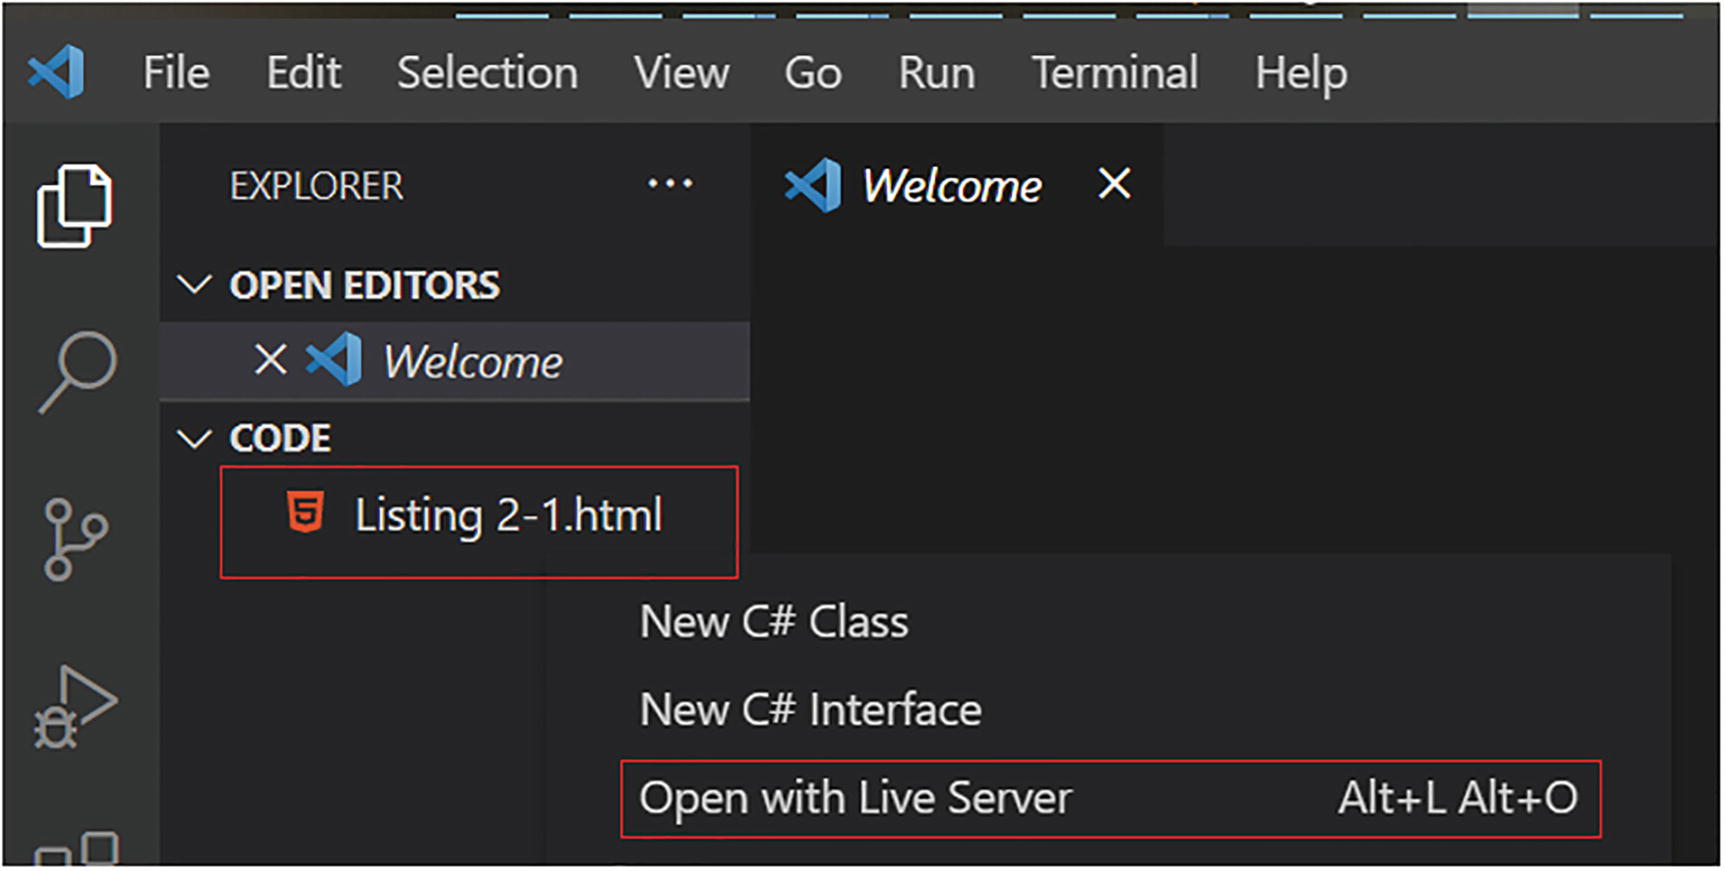 File Edit Selection View Go Run Terminal Help
EXPLORER ... Welcome
OPEN EDITORS
Welcome
CODE
Listing 2-1.html
New C# Class
New C# Interface
Open with Live Server Alt+L Alt+O